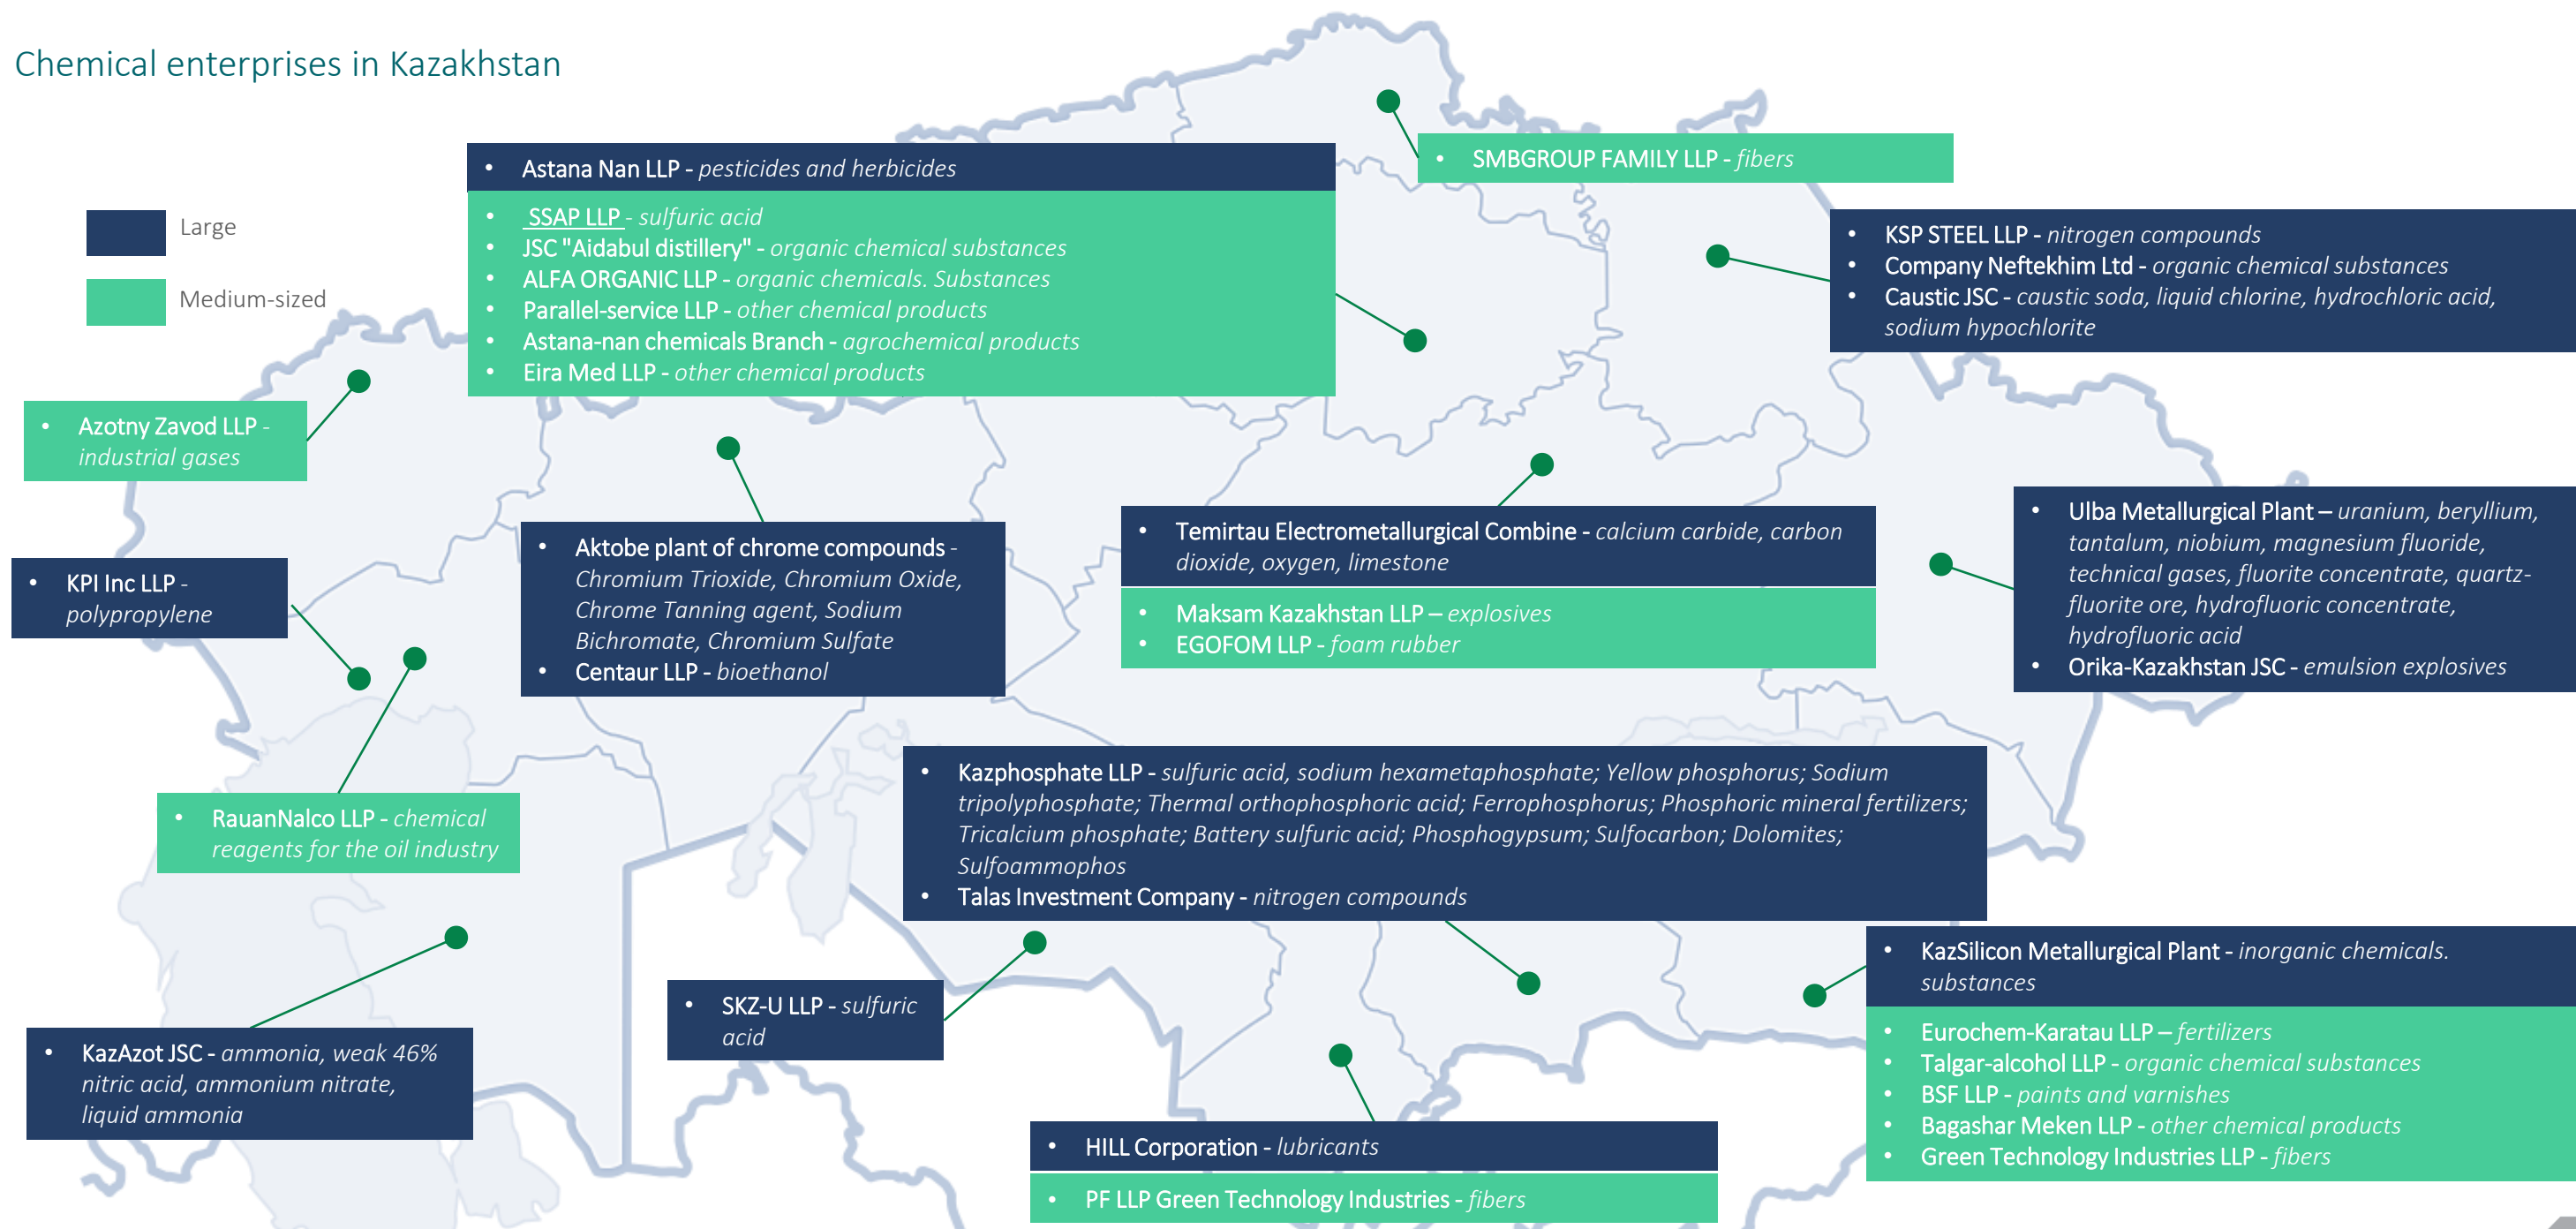 Chemical enterprises in Kazakhstan
Large
Medium-sized
• Astana Nan LLP - pesticides and herbicides
• SSAP LLP - sulfuric acid
• JSC "Aidabul distillery" - organic chemical substances
• ALFA ORGANIC LLP - organic chemicals. Substances
• Parallel-service LLP - other chemical products
• Astana-nan chemicals Branch - agrochemical products
• Eira Med LLP - other chemical products
• SMBGROUP FAMILY LLP - fibers
• KSP STEEL LLP - nitrogen compounds
• Company Neftekhim Ltd - organic chemical substances
• Caustic JSC - caustic soda, liquid chlorine, hydrochloric acid,
sodium hypochlorite
• Azotny Zavod LLP -
industrial gases
• KPI Inc LLP -
polypropylene
• Aktobe plant of chrome compounds -
Chromium Trioxide, Chromium Oxide,
Chrome Tanning agent, Sodium
Bichromate, Chromium Sulfate
• Centaur LLP - bioethanol
• Temirtau Electrometallurgical Combine - calcium carbide, carbon
dioxide, oxygen, limestone
• Maksam Kazakhstan LLP – explosives
• EGOFOM LLP - foam rubber
• Ulba Metallurgical Plant – uranium, beryllium,
tantalum, niobium, magnesium fluoride,
technical gases, fluorite concentrate, quartz-
fluorite ore, hydrofluoric concentrate,
hydrofluoric acid
• Orika-Kazakhstan JSC - emulsion explosives
• RauanNalco LLP - chemical
reagents for the oil industry
• Kazphosphate LLP - sulfuric acid, sodium hexametaphosphate; Yellow phosphorus; Sodium
tripolyphosphate; Thermal orthophosphoric acid; Ferrophosphorus; Phosphoric mineral fertilizers;
Tricalcium phosphate; Battery sulfuric acid; Phosphogypsum; Sulfocarbon; Dolomites;
Sulfoammophos
• Talas Investment Company - nitrogen compounds
• KazAzot JSC - ammonia, weak 46%
nitric acid, ammonium nitrate,
liquid ammonia
• SKZ-U LLP - sulfuric
acid
• HILL Corporation - lubricants
• PF LLP Green Technology Industries - fibers
• KazSilicon Metallurgical Plant - inorganic chemicals.
substances
• Eurochem-Karatau LLP – fertilizers
• Talgar-alcohol LLP - organic chemical substances
• BSF LLP - paints and varnishes
• Bagashar Meken LLP - other chemical products
• Green Technology Industries LLP - fibers